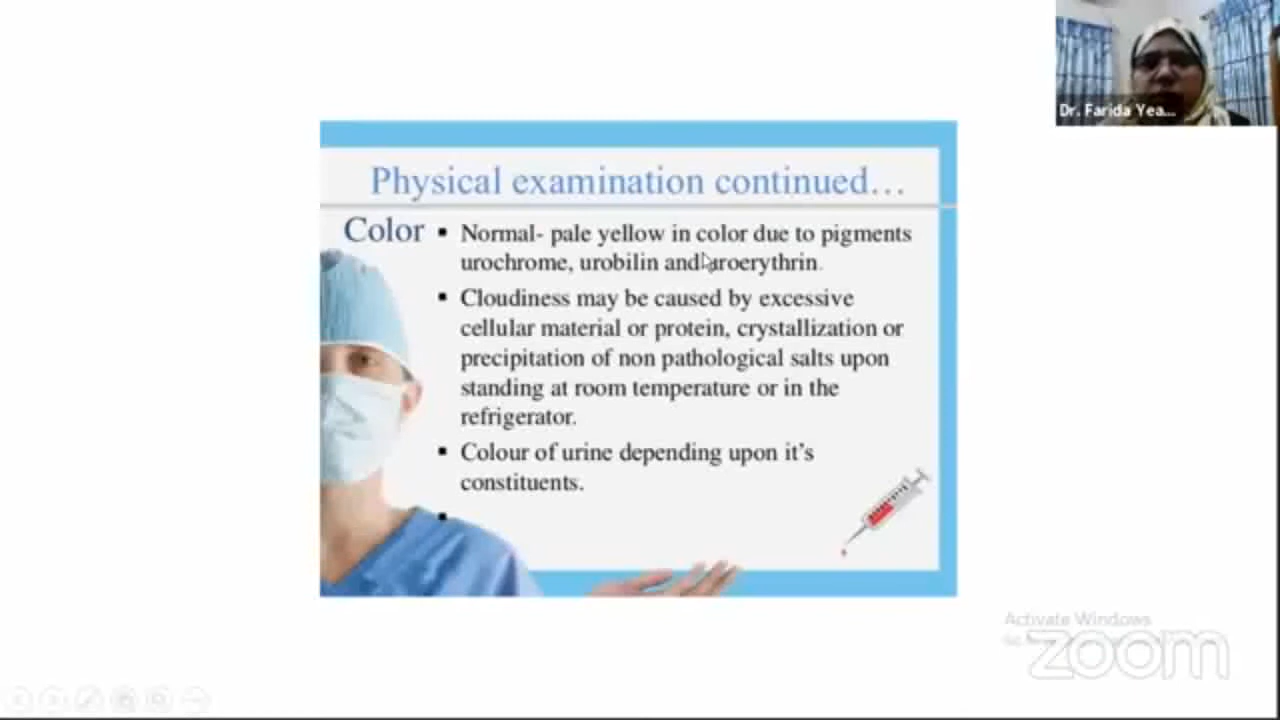 Dr. Farida Yea...
Physical examination continued...
Color
▪ Normal- pale yellow in color due to pigments
urochrome, urobilin and uroerythrin.
▪ Cloudiness may be caused by excessive
cellular material or protein, crystallization or
precipitation of non pathological salts upon
standing at room temperature or in the
refrigerator.
▪ Colour of urine depending upon it's
constituents.
Activate Windows
zoom